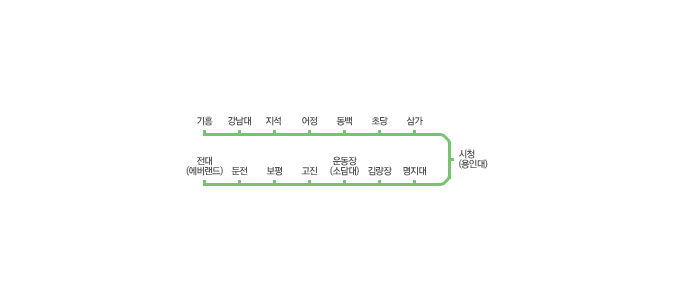 기흥 강남대 지석 어정 동백 초당 삼가
시청
(용인대)
전대
(에버랜드) 둔전 보평 고진 운동장
(소담대) 김량장 명지대